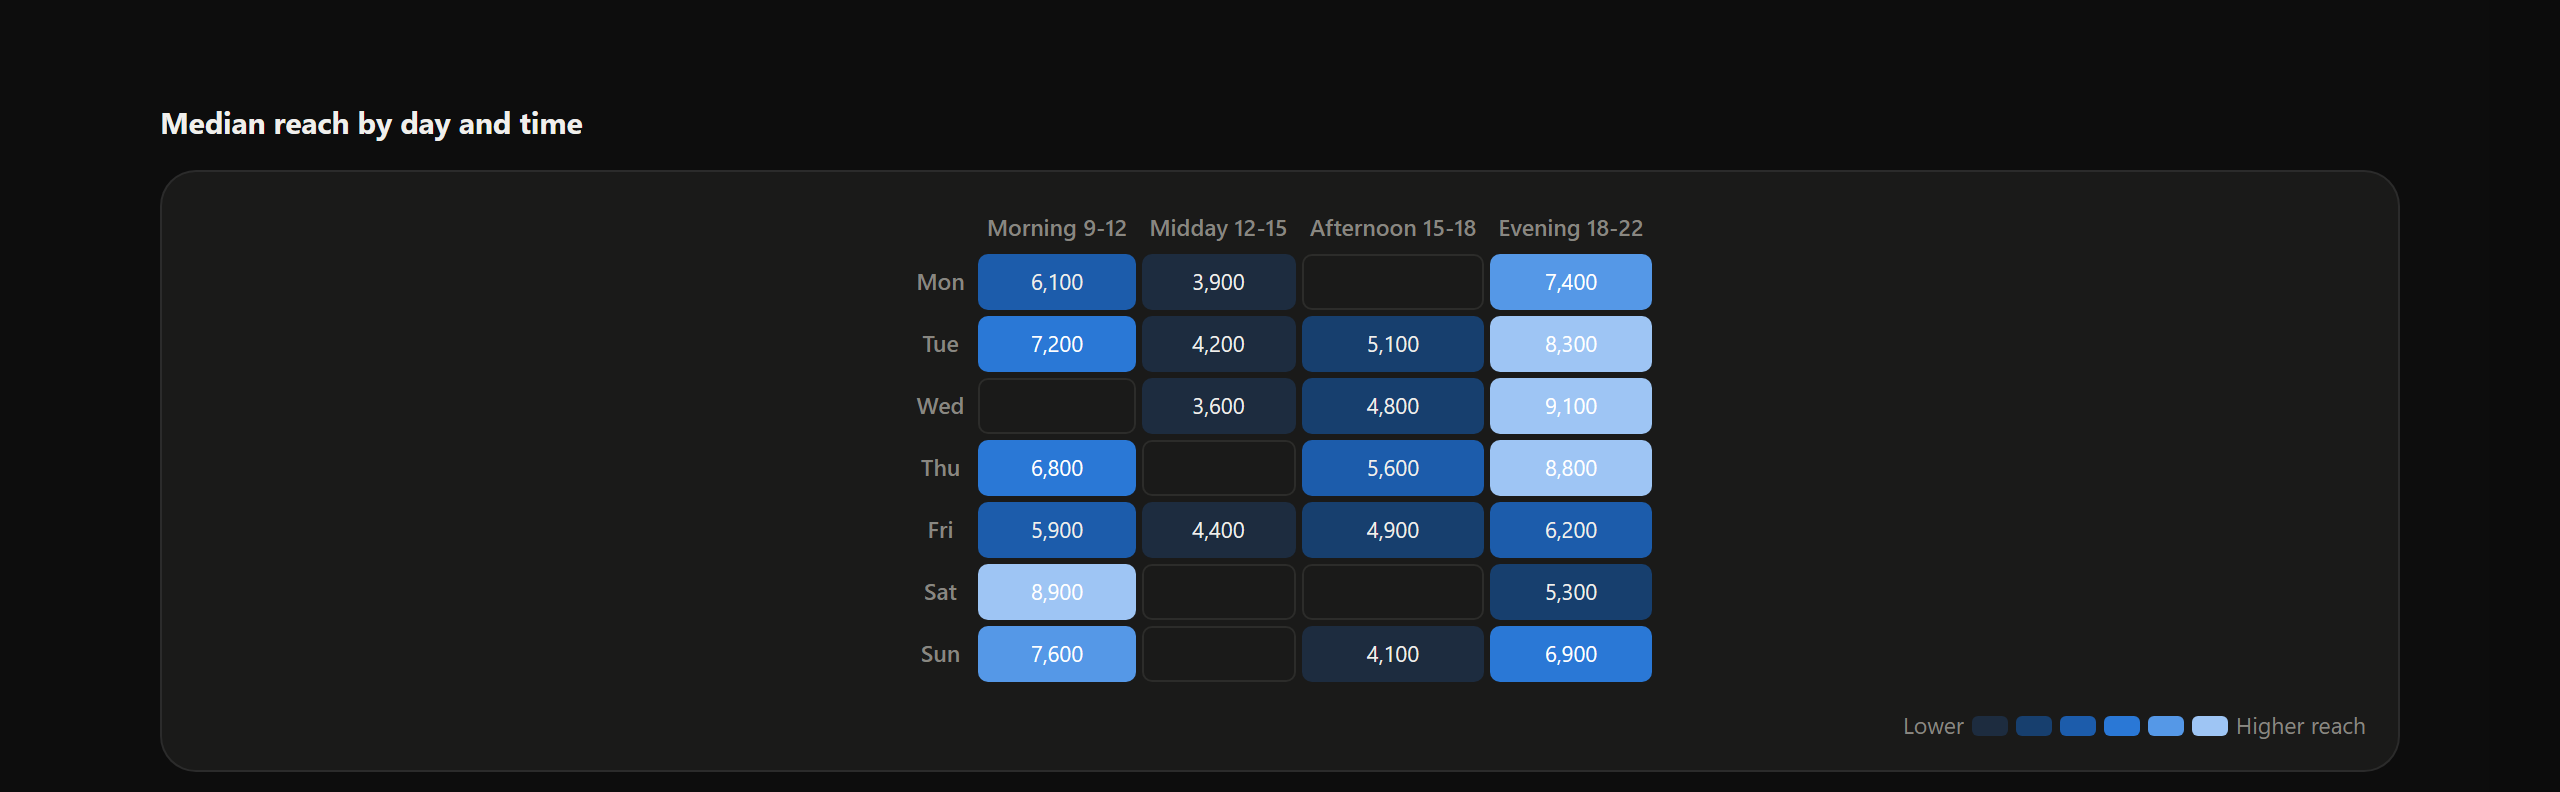 Median reach by day and time
Morning 9-12 Midday 12-15 Afternoon 15-18 Evening 18-22
Mon 6,100 3,900 7,400
Tue 7,200 4,200 5,100 8,300
Wed 3,600 4,800 9,100
Thu 6,800 5,600 8,800
Fri 5,900 4,400 4,900 6,200
Sat 8,900 5,300
Sun 7,600 4,100 6,900
Lower Higher reach